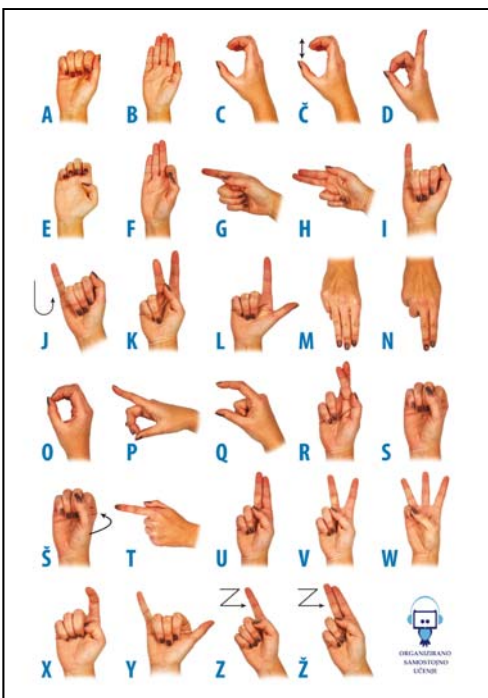 A B C Č D
E F G H I
J K L M N
O P Q R S
Š T U V W
X Y Z Ž
ORGANIZIRANO
SAMOSTOJNO
UČENJE